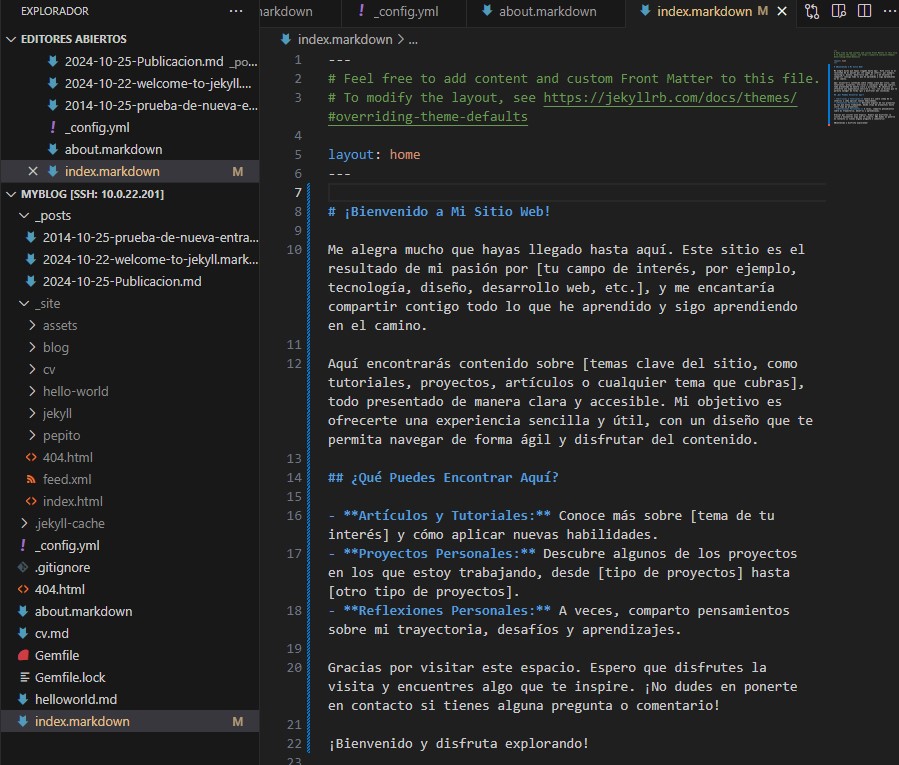 EXPLORADOR
EDITORES ABIERTOS
2024-10-25-Publicacion.md _po...
2024-10-22-welcome-to-jekyll....
2014-10-25-prueba-de-nueva-e...
! _config.yml
about.markdown
index.markdown M
MYBLOG [SSH: 10.0.22.201]
_posts
2014-10-25-prueba-de-nueva-entra...
2024-10-22-welcome-to-jekyll.mark...
2024-10-25-Publicacion.md
_site
assets
blog
cv
hello-world
jekyll
pepito
404.html
feed.xml
index.html
.jekyll-cache
! _config.yml
.gitignore
404.html
about.markdown
cv.md
Gemfile
Gemfile.lock
helloworld.md
index.markdown M
arkdown
! _config.yml
about.markdown
index.markdown M
index.markdown > ...
1 ---
2 # Feel free to add content and custom Front Matter to this file.
3 # To modify the layout, see https://jekyllrb.com/docs/themes/
#overriding-theme-defaults
4
5 layout: home
6 ---
7
8 # ¡Bienvenido a Mi Sitio Web!
9
10 Me alegra mucho que hayas llegado hasta aquí. Este sitio es el
resultado de mi pasión por [tu campo de interés, por ejemplo,
tecnología, diseño, desarrollo web, etc.], y me encantaría
compartir contigo todo lo que he aprendido y sigo aprendiendo
en el camino.
11
12 Aquí encontrarás contenido sobre [temas clave del sitio, como
tutoriales, proyectos, artículos o cualquier tema que cubras],
todo presentado de manera clara y accesible. Mi objetivo es
ofrecerte una experiencia sencilla y útil, con un diseño que te
permita navegar de forma ágil y disfrutar del contenido.
13
14 ## ¿Qué Puedes Encontrar Aquí?
15
16 - **Artículos y Tutoriales:** Conoce más sobre [tema de tu
interés] y cómo aplicar nuevas habilidades.
17 - **Proyectos Personales:** Descubre algunos de los proyectos
en los que estoy trabajando, desde [tipo de proyectos] hasta
[otro tipo de proyectos].
18 - **Reflexiones Personales:** A veces, comparto pensamientos
sobre mi trayectoria, desafíos y aprendizajes.
19
20 Gracias por visitar este espacio. Espero que disfrutes la
visita y encuentres algo que te inspire. ¡No dudes en ponerte
en contacto si tienes alguna pregunta o comentario!
21
22 ¡Bienvenido y disfruta explorando!
23